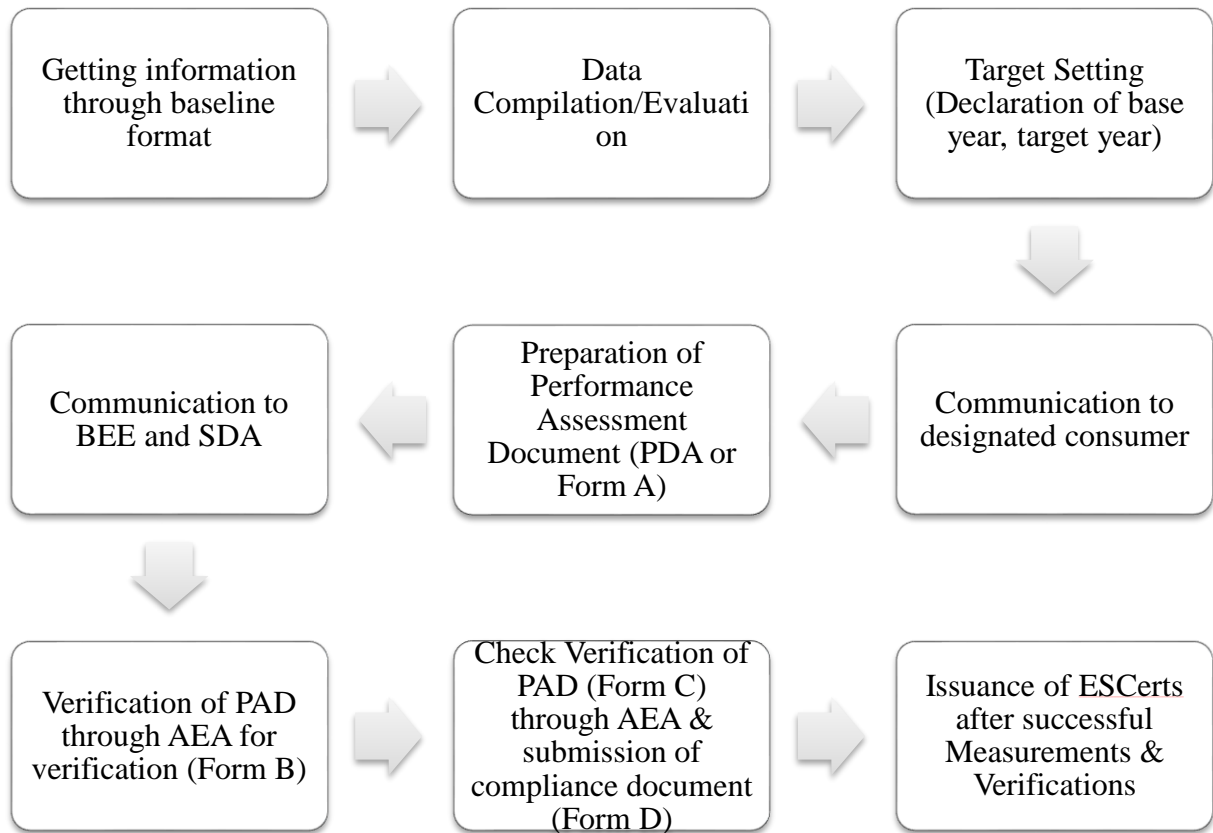 Getting information
through baseline
format
Data
Compilation/Evaluati
on
Target Setting
(Declaration of base
year, target year)
Communication to
designated consumer
Preparation of
Performance
Assessment
Document (PDA or
Form A)
Communication to
BEE and SDA
Verification of PAD
through AEA for
verification (Form B)
Check Verification of
PAD (Form C)
through AEA &
submission of
compliance document
(Form D)
Issuance of ESCerts
after successful
Measurements &
Verifications